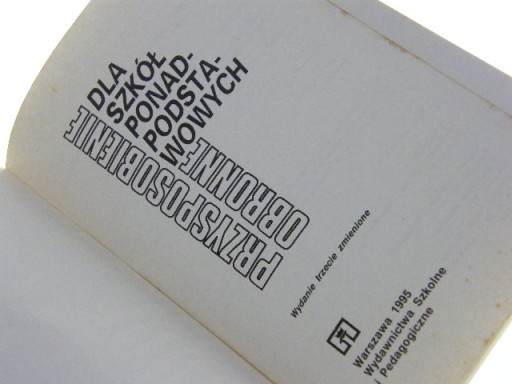 PRZYSPOSOBIENIE
OBRONNE
DLA
SZKÓŁ
PONAD-
PODSTA-
WOWYCH
Wydanie trzecie zmienione
Warszawa 1995
Wydawnictwa Szkolne
i Pedagogiczne